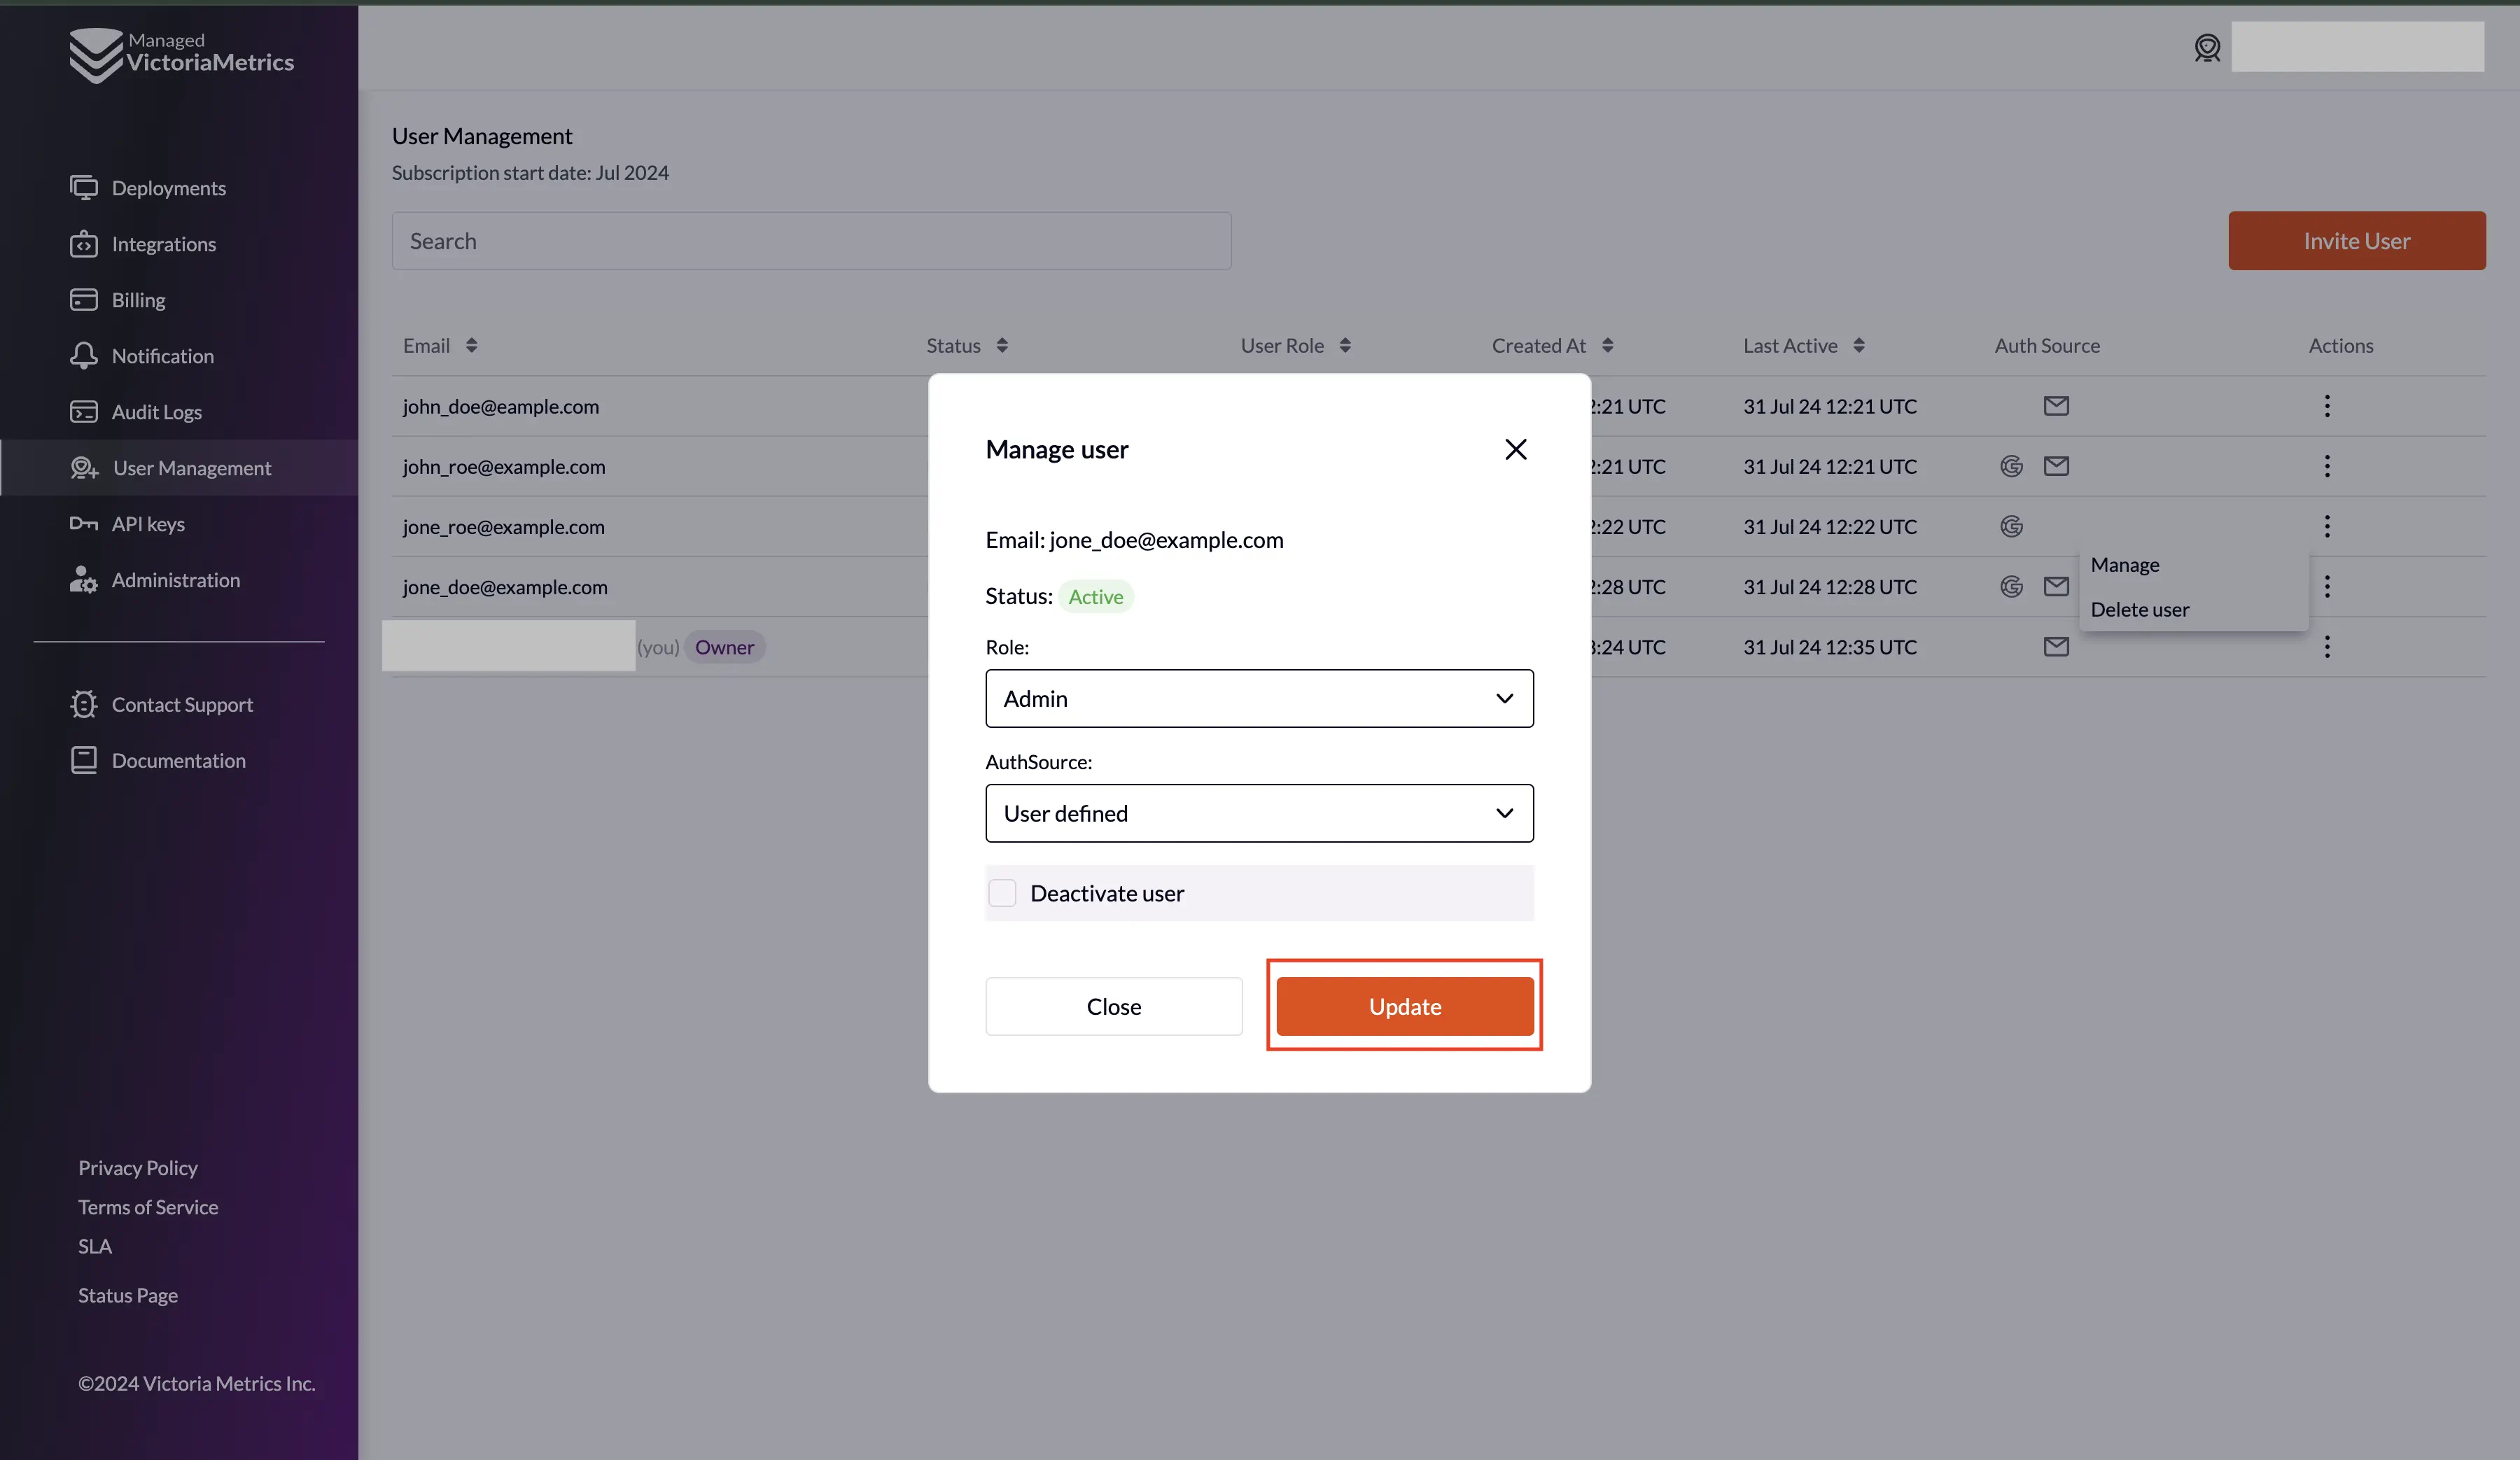 Managed
VictoriaMetrics
Deployments
Integrations
Billing
Notification
Audit Logs
User Management
API keys
Administration
Contact Support
Documentation
Privacy Policy
Terms of Service
SLA
Status Page
©2024 Victoria Metrics Inc.
User Management
Subscription start date: Jul 2024
Search
Invite User
Email Status User Role Created At Last Active Auth Source Actions
john_doe@eample.com :21 UTC 31 Jul 24 12:21 UTC
john_roe@example.com :21 UTC 31 Jul 24 12:21 UTC
jone_roe@example.com :22 UTC 31 Jul 24 12:22 UTC
jone_doe@example.com :28 UTC 31 Jul 24 12:28 UTC
(you) Owner :24 UTC 31 Jul 24 12:35 UTC
Manage
Delete user
Manage user
Email: jone_doe@example.com
Status: Active
Role:
Admin
AuthSource:
User defined
Deactivate user
Close
Update